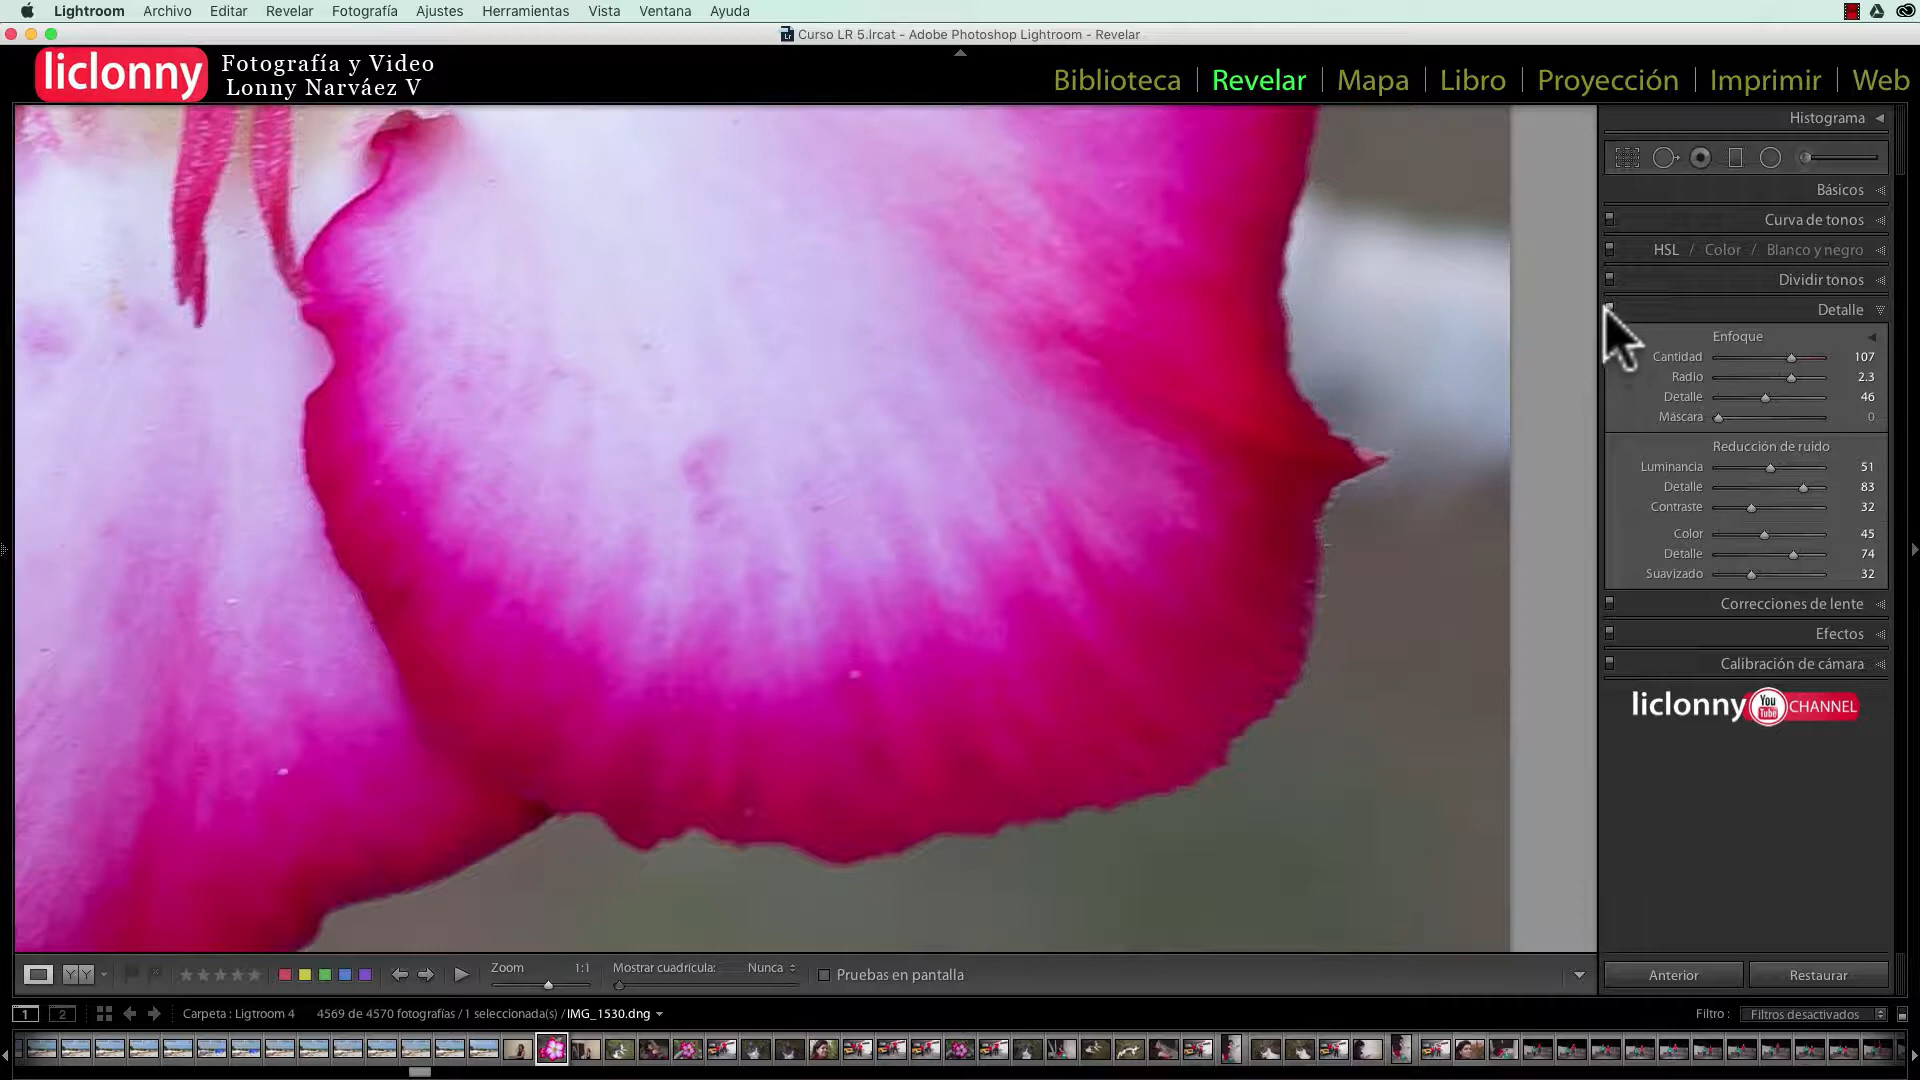 Lightroom Archivo Editar Revelar Fotografía Ajustes Herramientas Vista Ventana Ayuda
Curso LR 5.lrcat - Adobe Photoshop Lightroom - Revelar
liclonny
Fotografía y Video
Lonny Narváez V
Biblioteca | Revelar | Mapa | Libro | Proyección | Imprimir | Web
Histograma
Básicos
Curva de tonos
HSL / Color / Blanco y negro
Dividir tonos
Detalle
Enfoque
Cantidad 107
Radio 2.3
Detalle 46
Máscara 0
Reducción de ruido
Luminancia 51
Detalle 83
Contraste 32
Color 45
Detalle 74
Suavizado 32
Correcciones de lente
Efectos
Calibración de cámara
liclonny You Tube CHANNEL
Zoom 1:1 Mostrar cuadrícula: Nunca Pruebas en pantalla
Anterior Restaurar
1 2 Carpeta : Ligtroom 4 4569 de 4570 fotografías / 1 seleccionada(s) / IMG_1530.dng
Filtro : Filtros desactivados